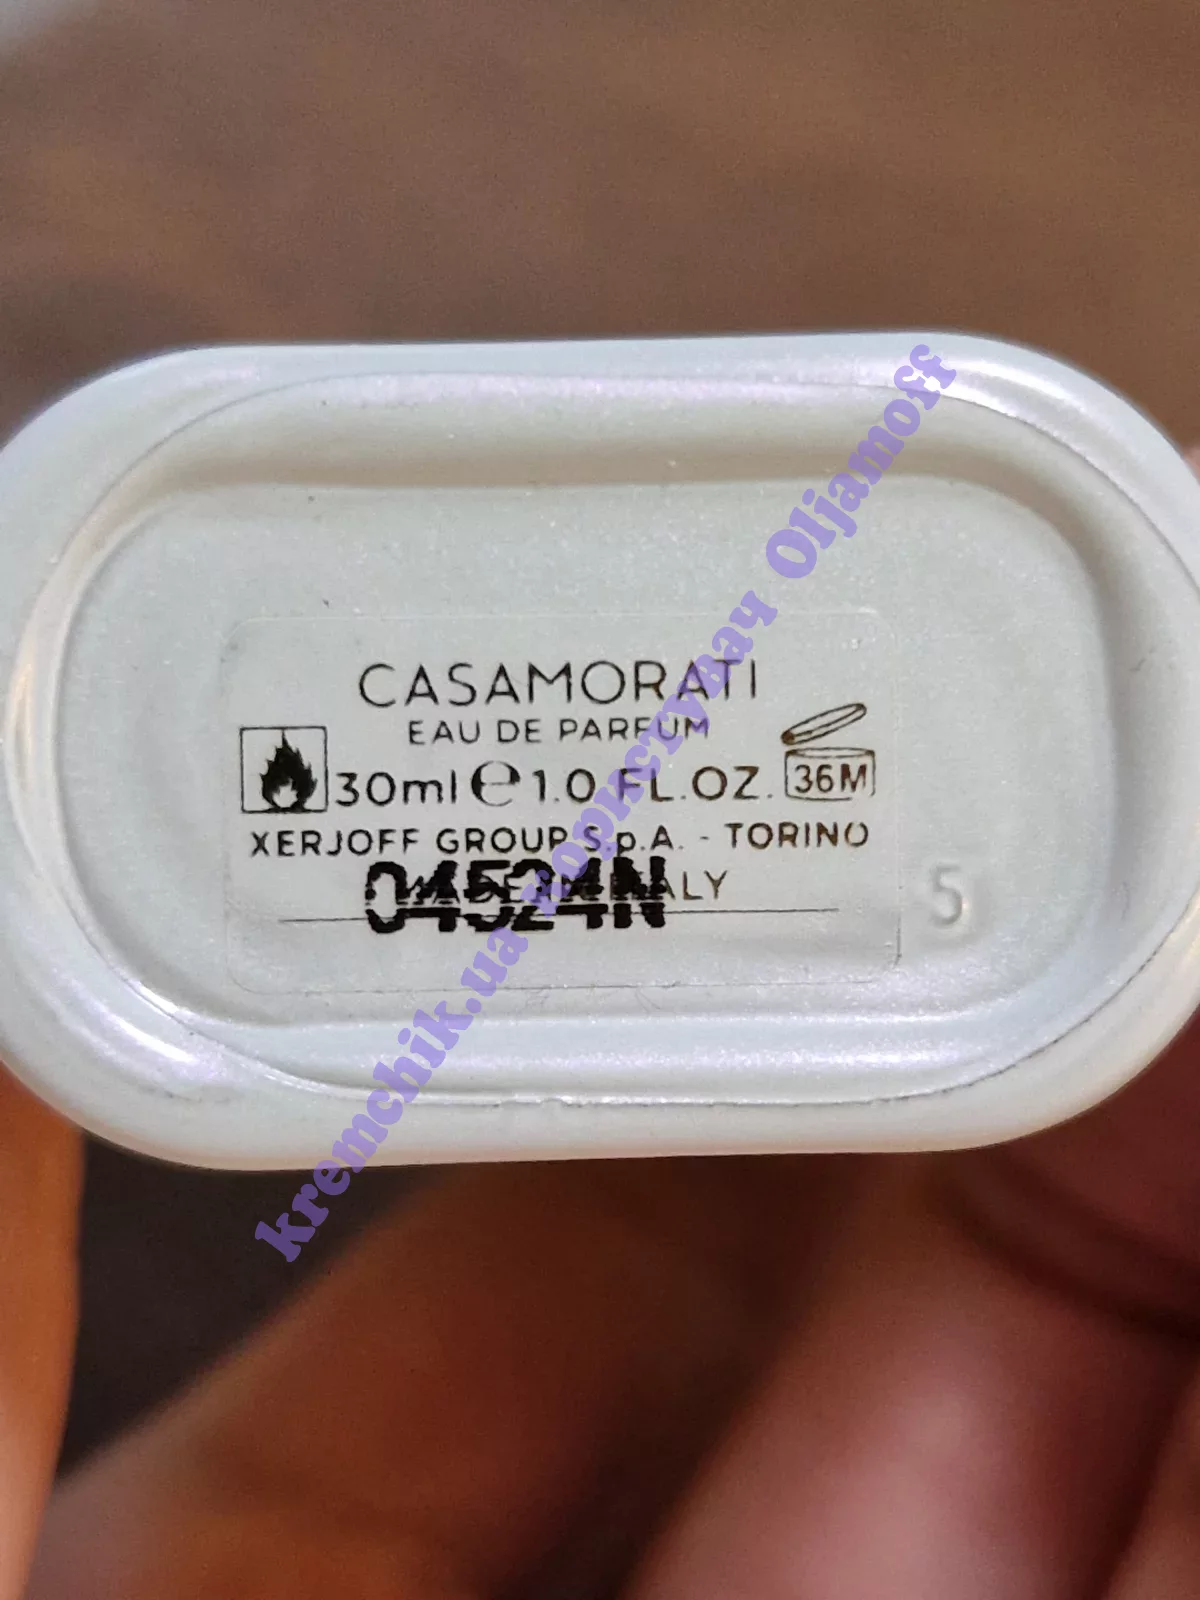 CASAMORATI
EAU DE PARFUM
30ml ℮ 1.0 FL.OZ. 36M
XERJOFF GROUP S.p.A. - TORINO
04524N
5
kremchik.ua користувач Oljamoff